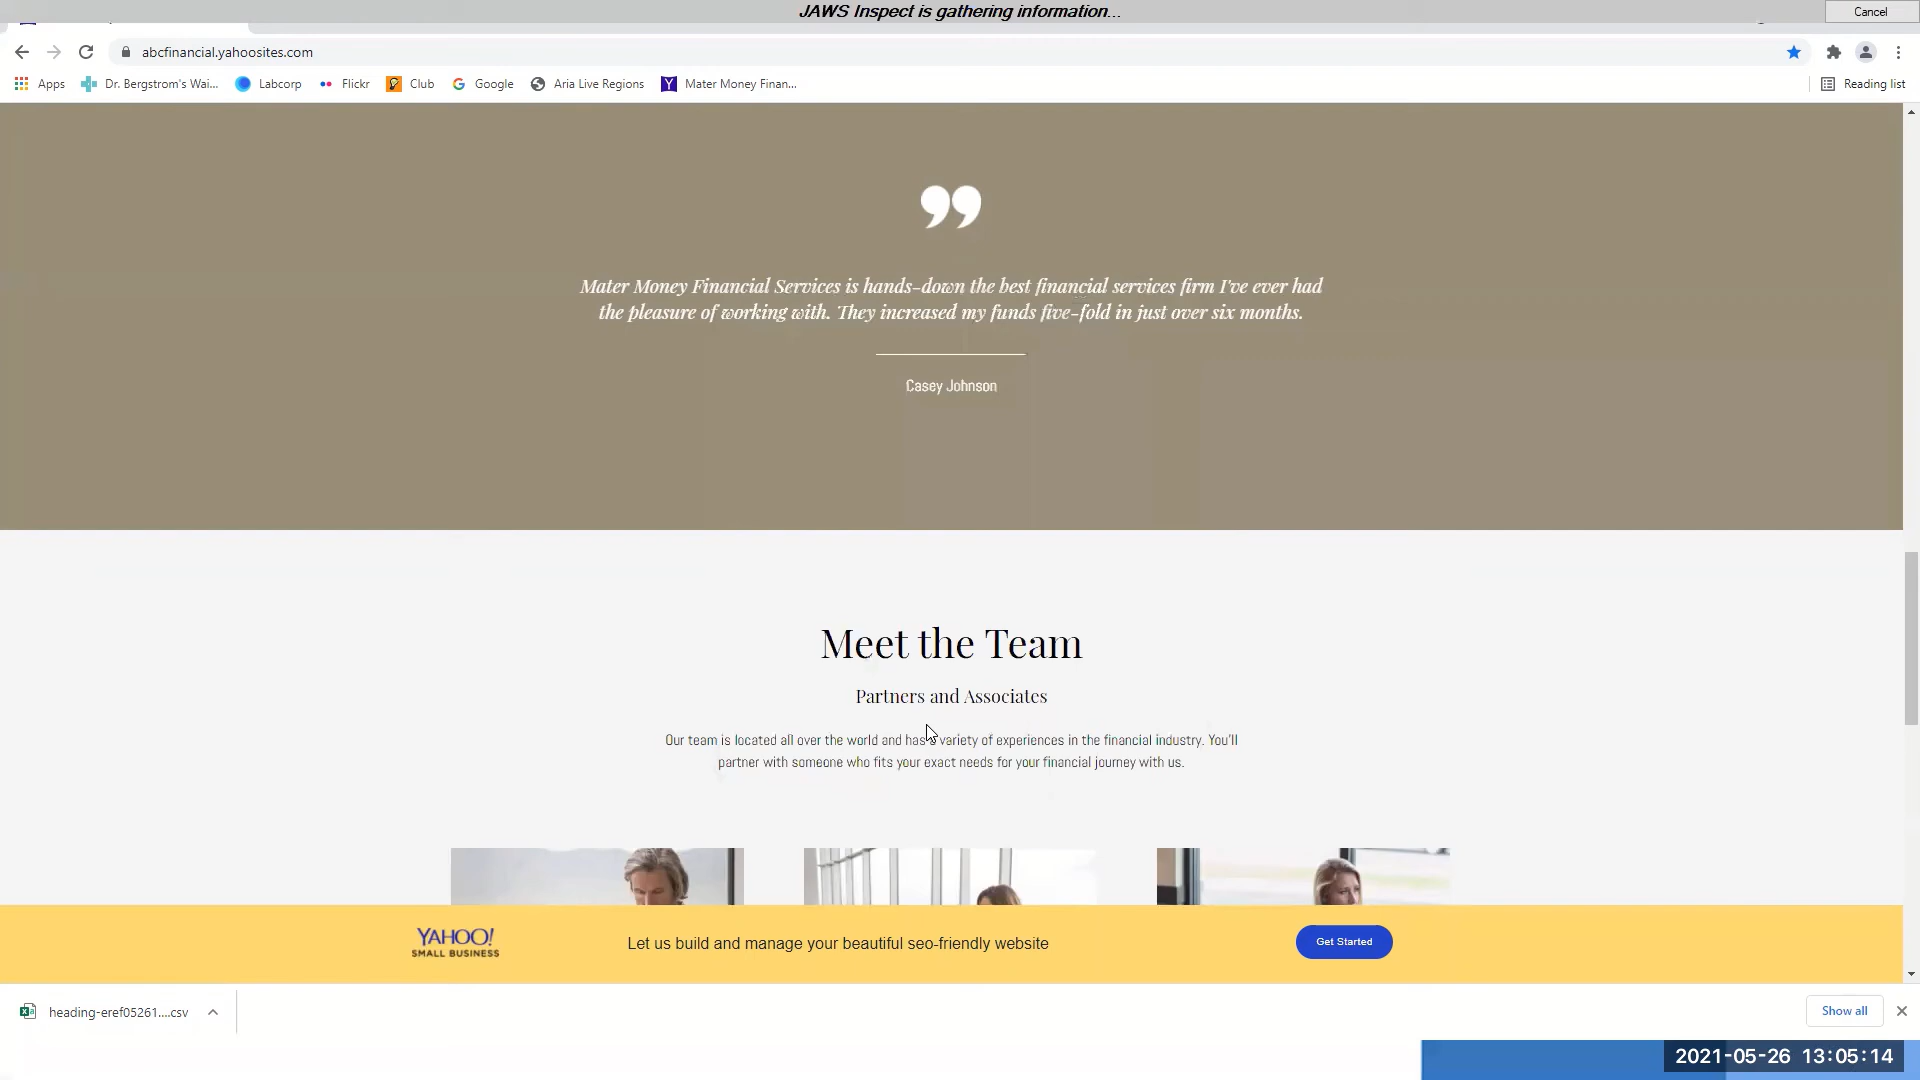 JAWS Inspect is gathering information...
Cancel
abcfinancial.yahoosites.com
Apps
Dr. Bergstrom's Wai...
Labcorp
Flickr
Club
Google
Aria Live Regions
Mater Money Finan...
Reading list
Mater Money Financial Services is hands-down the best financial services firm I've ever had
the pleasure of working with. They increased my funds five-fold in just over six months.
Casey Johnson
Meet the Team
Partners and Associates
Our team is located all over the world and has a variety of experiences in the financial industry. You'll
partner with someone who fits your exact needs for your financial journey with us.
YAHOO!
SMALL BUSINESS
Let us build and manage your beautiful seo-friendly website
Get Started
heading-eref05261....csv
Show all
2021-05-26 13:05:14